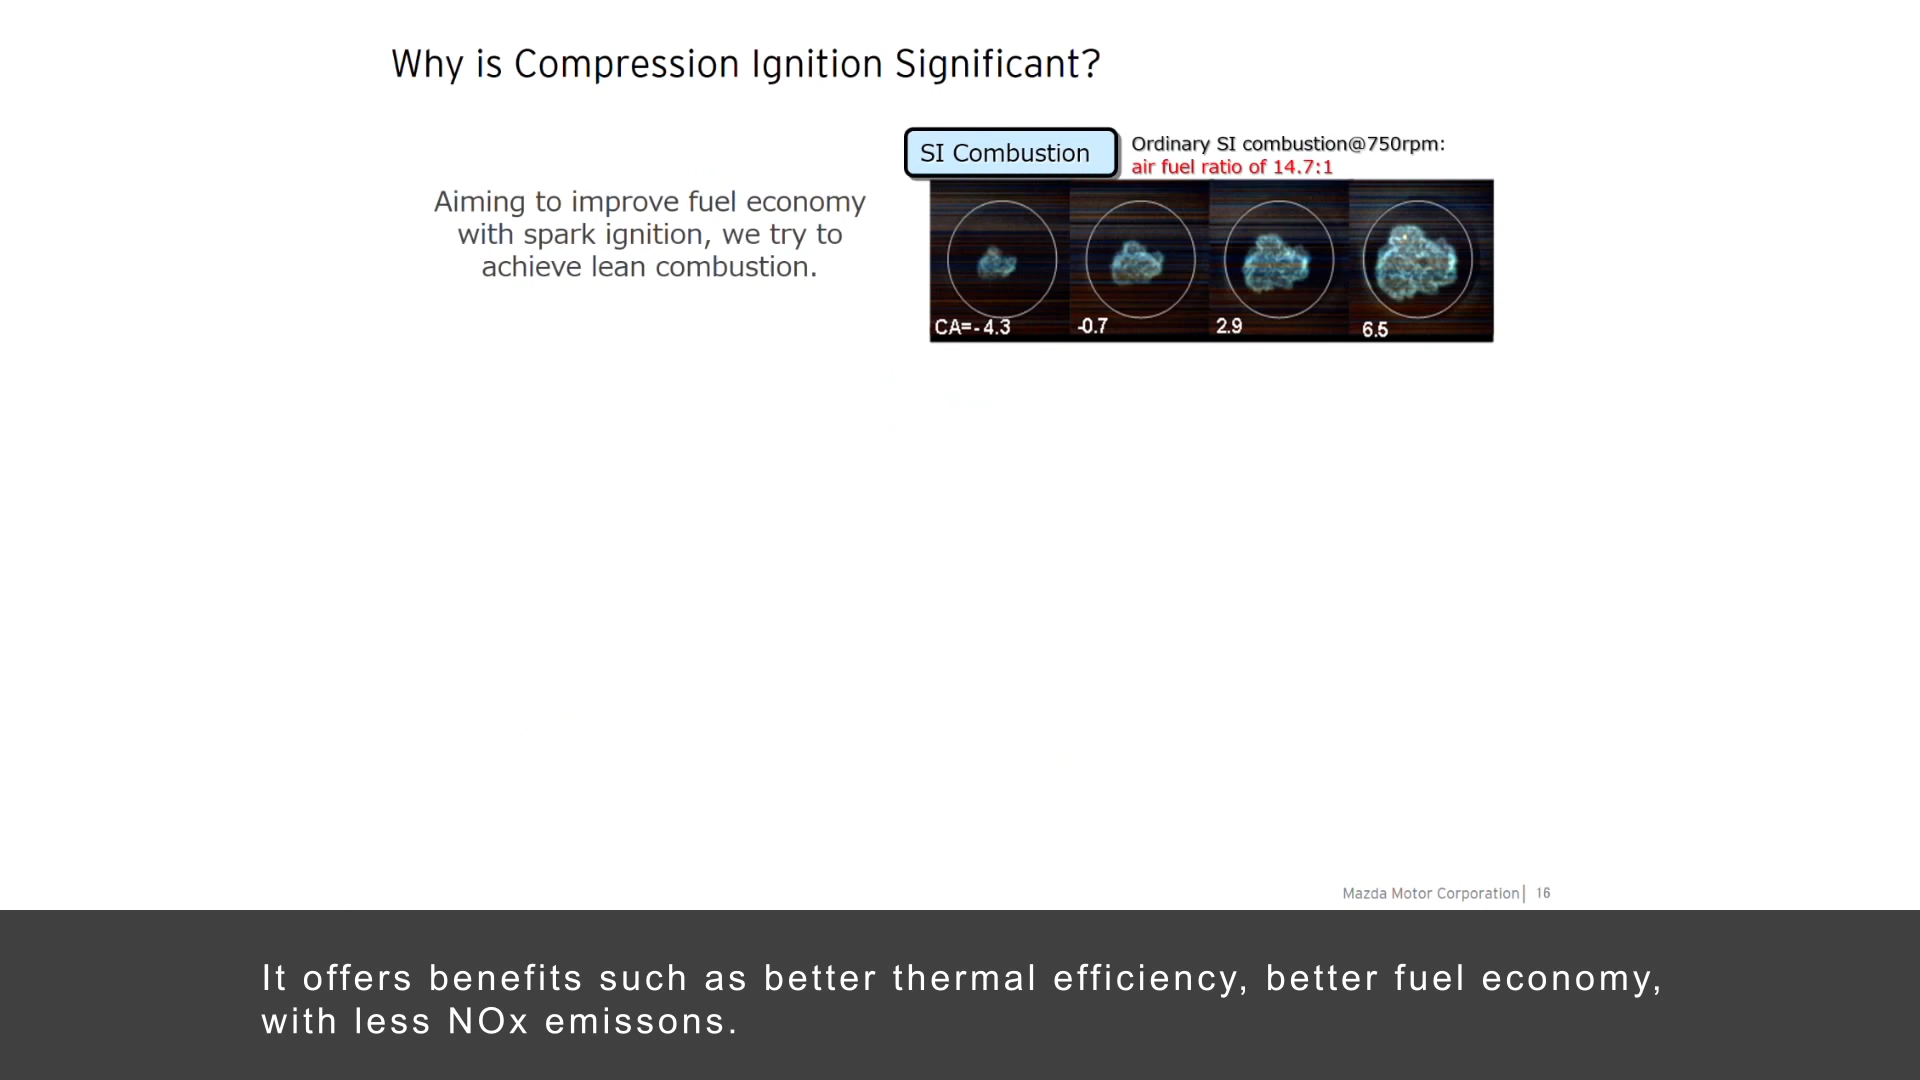 Why is Compression Ignition Significant?
SI Combustion
Ordinary SI combustion@750rpm:
air fuel ratio of 14.7:1
Aiming to improve fuel economy
with spark ignition, we try to
achieve lean combustion.
CA=-4.3
-0.7
2.9
6.5
Mazda Motor Corporation| 16
It offers benefits such as better thermal efficiency, better fuel economy,
with less NOx emissons.